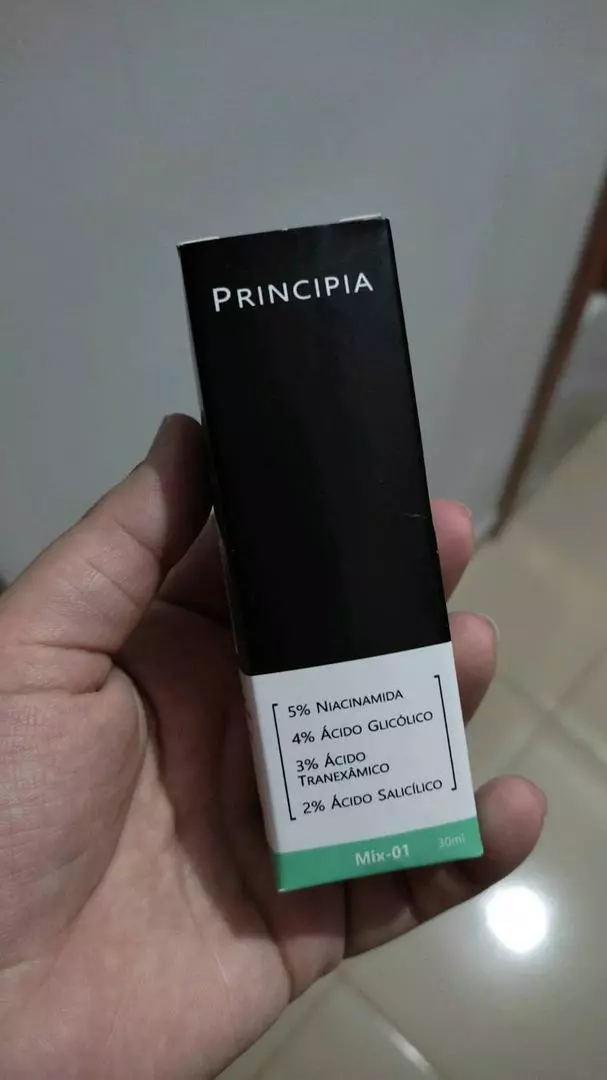 PRINCIPIA
5% NIACINAMIDA
4% ÁCIDO GLICÓLICO
3% ÁCIDO
TRANEXÂMICO
2% ÁCIDO SALICÍLICO
Mix-01 30ml